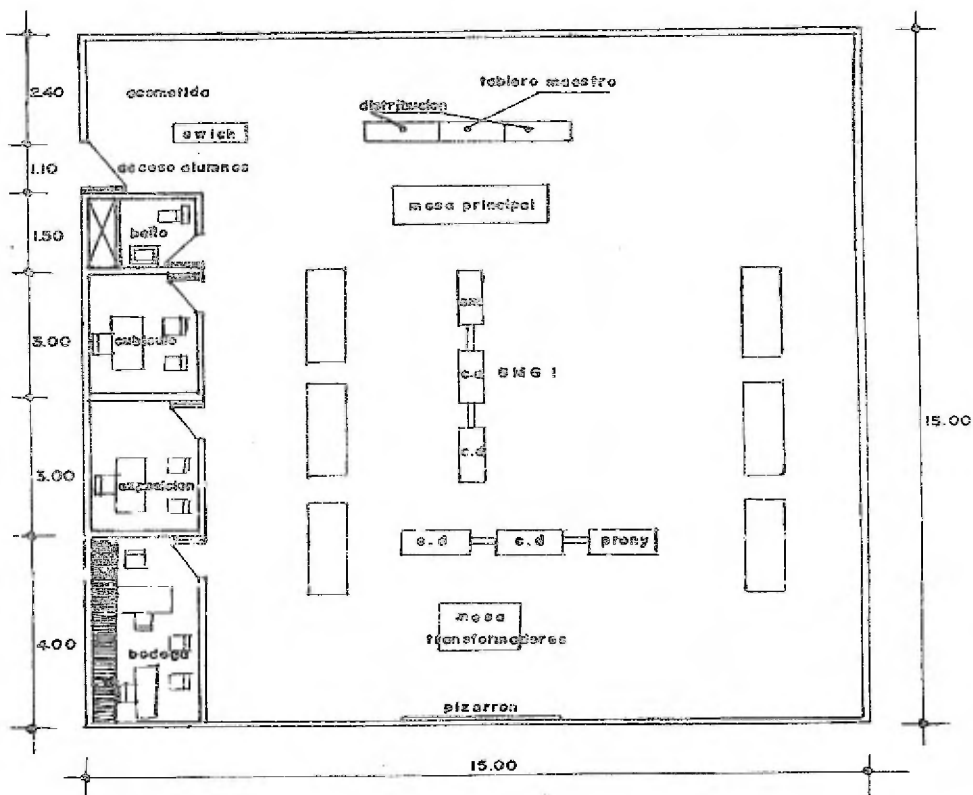 2.40
1.10
1.50
3.00
3.00
4.00
acometida
swich
acceso alumnos
tablero maestro
distribucion
mesa principal
baño
cubiculo
c.d
GMG 1
c.d
exposicion
c.d
prony
bodega
mesa
transformadores
pizarron
15.00
15.00